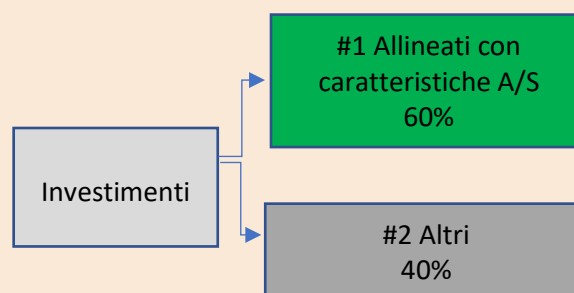 #1 Allineati con
caratteristiche A/S
60%
Investimenti
#2 Altri
40%